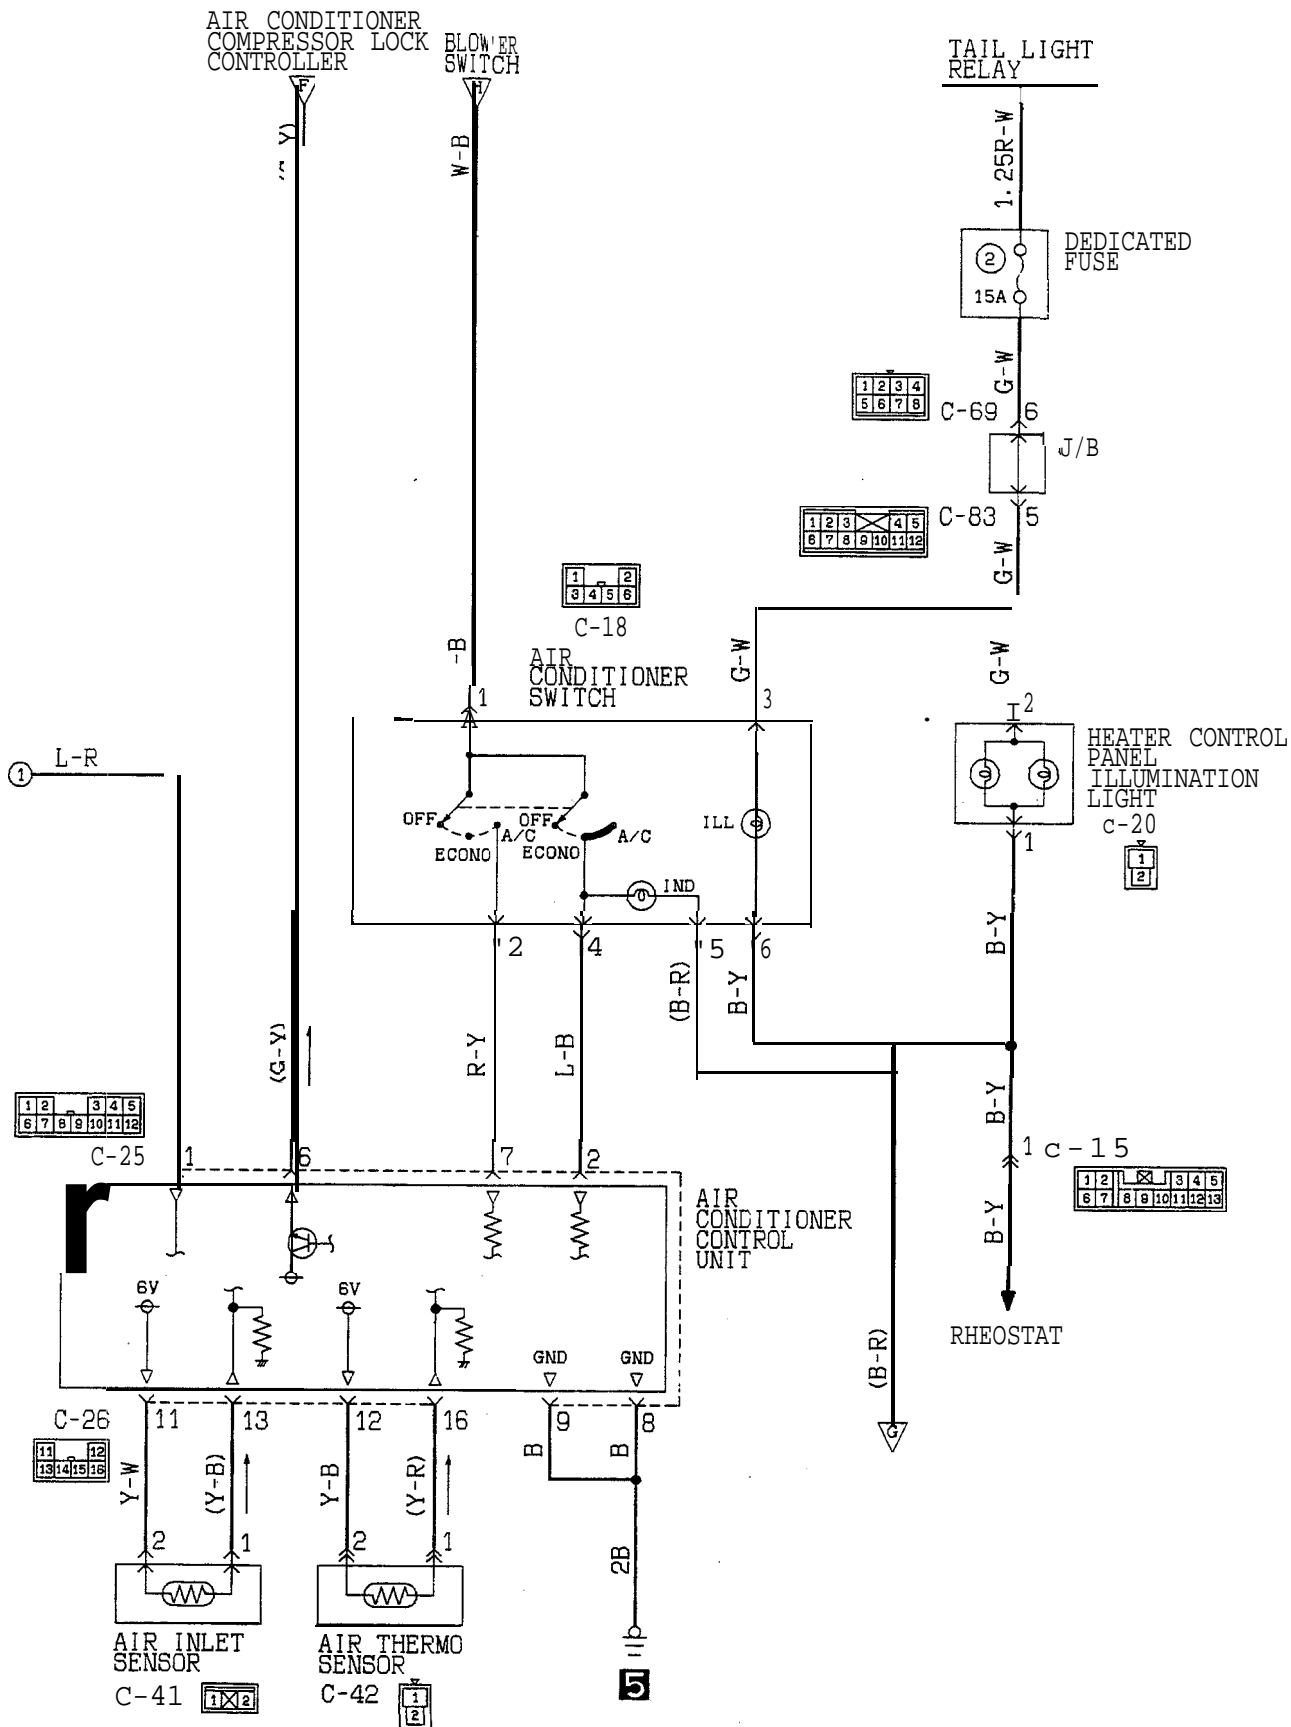 AIR CONDITIONER
COMPRESSOR LOCK
CONTROLLER
F
BLOWER
SWITCH
H
TAIL LIGHT
RELAY
Y)
W-B
1.25R-W
DEDICATED
FUSE
2
15A
G-W
1 2 3 4
5 6 7 8
C-69
6
J/B
1 2 3 4 5
6 7 8 9 10 11 12
C-83
5
G-W
1 2
3 4 5 6
C-18
-B
AIR
CONDITIONER
SWITCH
G-W
G-W
1
3
2
HEATER CONTROL
PANEL
ILLUMINATION
LIGHT
c-20
1
2
1
L-R
1
OFF
ECONO
A/C
OFF
ECONO
A/C
ILL
IND
2
4
5
6
(G-Y)
R-Y
L-B
(B-R)
B-Y
B-Y
B-Y
1 2 3 4 5
6 7 8 9 10 11 12
C-25
1
6
7
2
1 c-15
1 2 3 4 5
6 7 8 9 10 11 12 13
B-Y
AIR
CONDITIONER
CONTROL
UNIT
6V
6V
GND
GND
RHEOSTAT
(B-R)
G
C-26
11 12
13 14 15 16
11
13
12
16
9
8
Y-W
(Y-B)
Y-B
(Y-R)
B
B
2
1
2
1
2B
AIR INLET
SENSOR
C-41
1 2
AIR THERMO
SENSOR
C-42
1
2
5